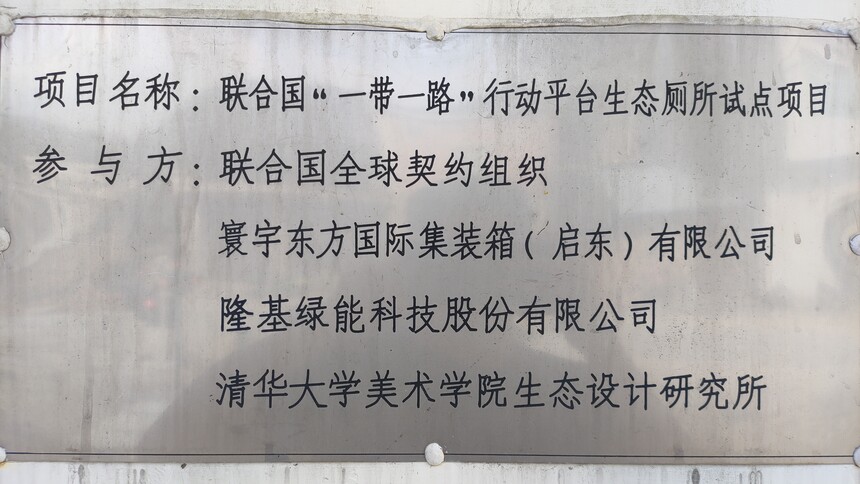 项目名称：联合国“一带一路”行动平台生态厕所试点项目
参与方：联合国全球契约组织
寰宇东方国际集装箱（启东）有限公司
隆基绿能科技股份有限公司
清华大学美术学院生态设计研究所